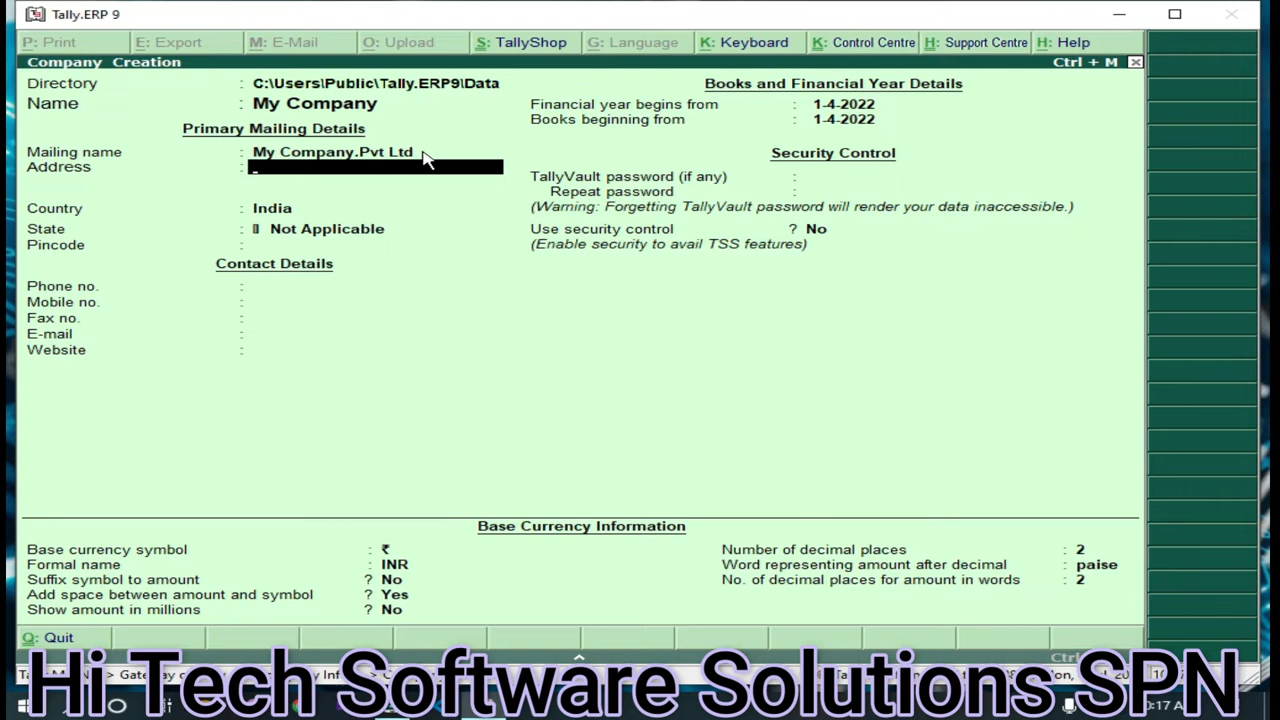 Tally.ERP 9
P: Print E: Export M: E-Mail O: Upload S: TallyShop G: Language K: Keyboard K: Control Centre H: Support Centre H: Help
Company Creation Ctrl + M
Directory : C:\Users\Public\Tally.ERP9\Data
Name : My Company
Primary Mailing Details
Mailing name : My Company.Pvt Ltd
Address :
Country : India
State : Not Applicable
Pincode :
Contact Details
Phone no. :
Mobile no. :
Fax no. :
E-mail :
Website :
Books and Financial Year Details
Financial year begins from : 1-4-2022
Books beginning from : 1-4-2022
Security Control
TallyVault password (if any) :
Repeat password :
(Warning: Forgetting TallyVault password will render your data inaccessible.)
Use security control ? No
(Enable security to avail TSS features)
Base Currency Information
Base currency symbol : ₹
Formal name : INR
Suffix symbol to amount ? No
Add space between amount and symbol ? Yes
Show amount in millions ? No
Number of decimal places : 2
Word representing amount after decimal : paise
No. of decimal places for amount in words : 2
Q: Quit
Hi Tech Software Solutions SPN